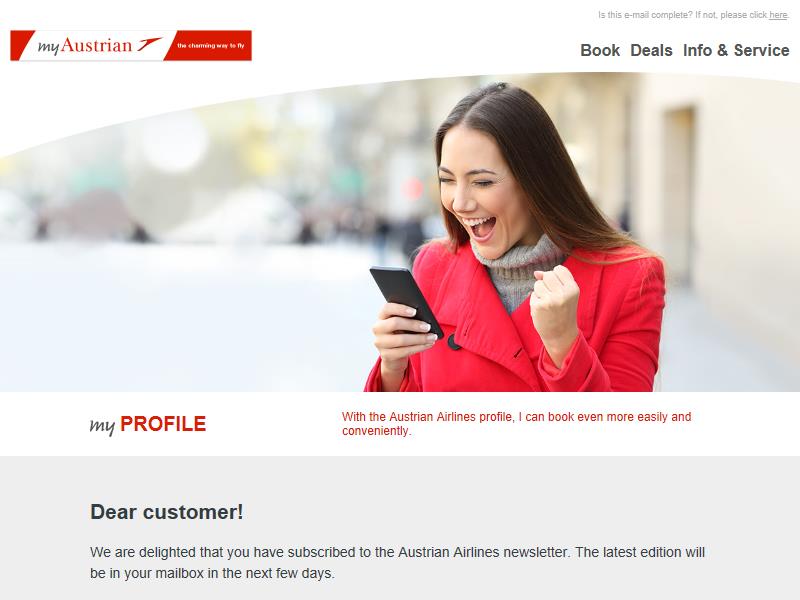 Is this e-mail complete? If not, please click here.
myAustrian the charming way to fly
Book Deals Info & Service
my PROFILE
With the Austrian Airlines profile, I can book even more easily and
conveniently.
Dear customer!
We are delighted that you have subscribed to the Austrian Airlines newsletter. The latest edition will
be in your mailbox in the next few days.